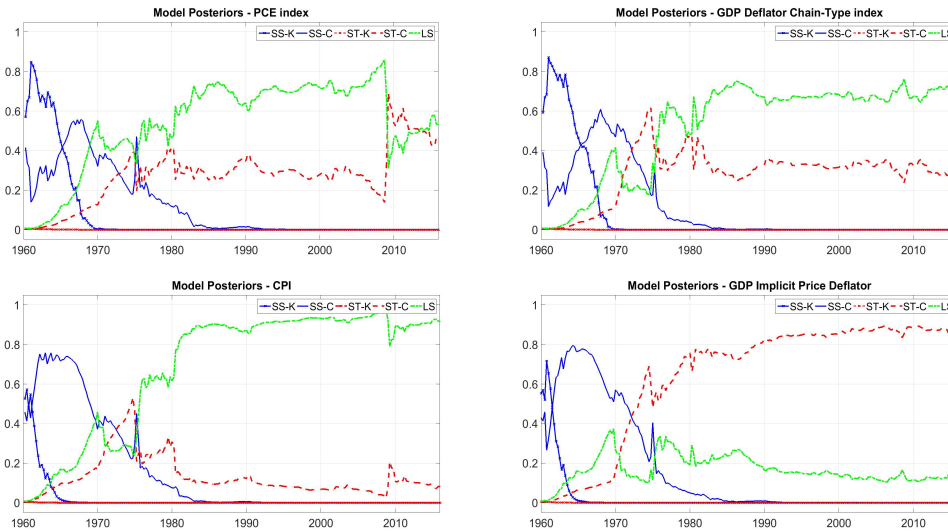 Model Posteriors - PCE index
SS-K SS-C ST-K ST-C LS
1
0.8
0.6
0.4
0.2
0
1960 1970 1980 1990 2000 2010
Model Posteriors - GDP Deflator Chain-Type index
SS-K SS-C ST-K ST-C LS
1
0.8
0.6
0.4
0.2
0
1960 1970 1980 1990 2000 2010
Model Posteriors - CPI
SS-K SS-C ST-K ST-C LS
1
0.8
0.6
0.4
0.2
0
1960 1970 1980 1990 2000 2010
Model Posteriors - GDP Implicit Price Deflator
SS-K SS-C ST-K ST-C LS
1
0.8
0.6
0.4
0.2
0
1960 1970 1980 1990 2000 2010